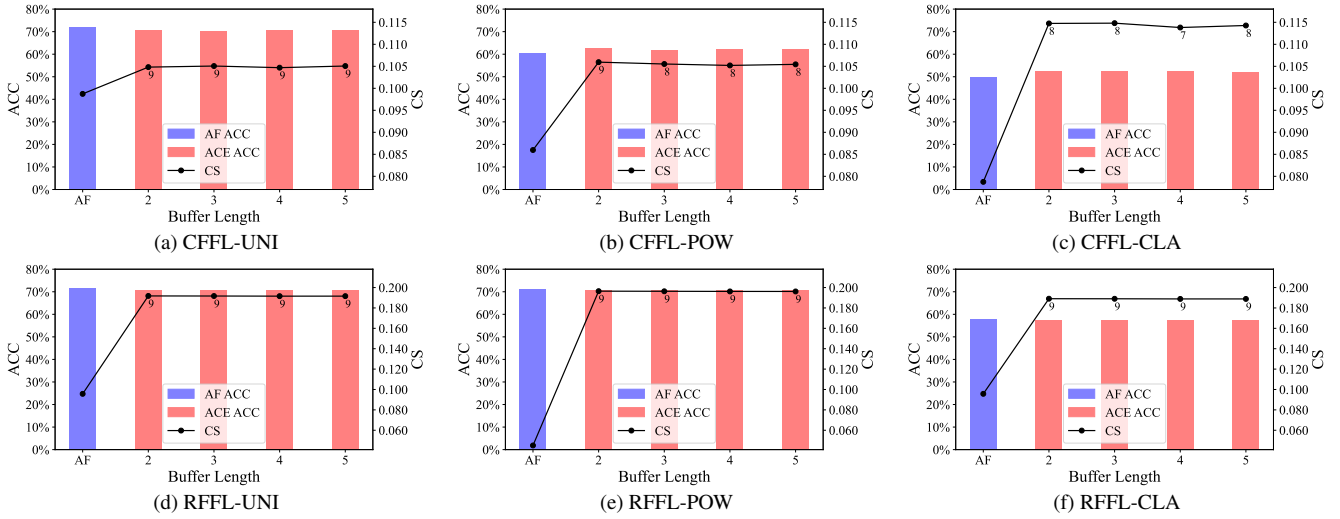 80%
70%
60%
50%
40%
30%
20%
10%
0%
ACC
0.115
0.110
0.105
0.100
0.095
0.090
0.085
0.080
CS
9 9 9 9
AF ACC
ACE ACC
CS
AF 2 3 4 5
Buffer Length
(a) CFFL-UNI
80%
70%
60%
50%
40%
30%
20%
10%
0%
ACC
0.115
0.110
0.105
0.100
0.095
0.090
0.085
0.080
CS
9 8 8 8
AF ACC
ACE ACC
CS
AF 2 3 4 5
Buffer Length
(b) CFFL-POW
80%
70%
60%
50%
40%
30%
20%
10%
0%
ACC
0.115
0.110
0.105
0.100
0.095
0.090
0.085
0.080
CS
8 8 7 8
AF ACC
ACE ACC
CS
AF 2 3 4 5
Buffer Length
(c) CFFL-CLA
80%
70%
60%
50%
40%
30%
20%
10%
0%
ACC
0.200
0.180
0.160
0.140
0.120
0.100
0.080
0.060
CS
9 9 9 9
AF ACC
ACE ACC
CS
AF 2 3 4 5
Buffer Length
(d) RFFL-UNI
80%
70%
60%
50%
40%
30%
20%
10%
0%
ACC
0.200
0.180
0.160
0.140
0.120
0.100
0.080
0.060
CS
9 9 9 9
AF ACC
ACE ACC
CS
AF 2 3 4 5
Buffer Length
(e) RFFL-POW
80%
70%
60%
50%
40%
30%
20%
10%
0%
ACC
0.200
0.180
0.160
0.140
0.120
0.100
0.080
0.060
CS
9 9 9 9
AF ACC
ACE ACC
CS
AF 2 3 4 5
Buffer Length
(f) RFFL-CLA